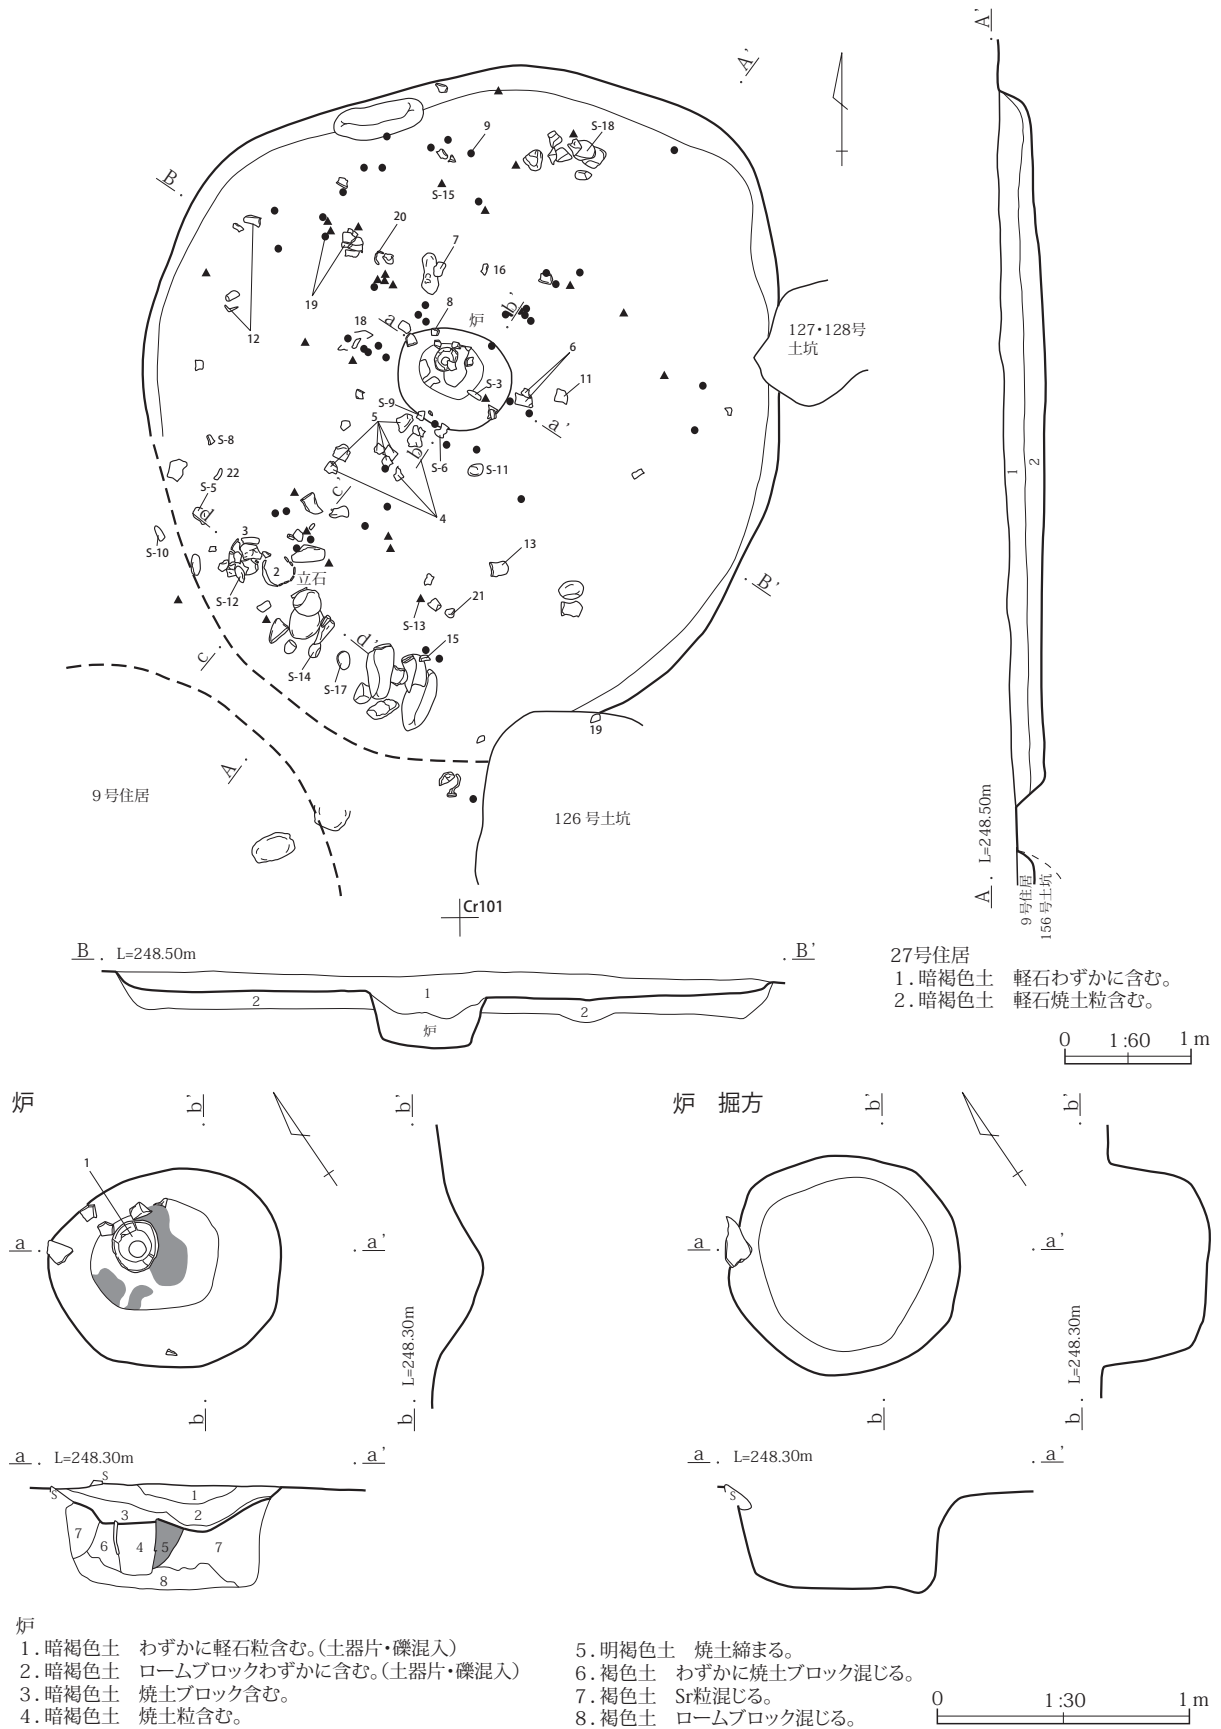 A'
A'
S-18
9
B
S-15
20
7
16
19
8
b'
炉
a
12
18
127・128号
土坑
6
11
S-3
S-9
5
a'
b
S-8
S-6
S-11
22
S-5
c'
4
1
2
d
3
S-10
13
2
立石
S-12
B'
21
S-13
15
d'
c
S-14
S-17
19
A
9号住居
126号土坑
A L=248.50m
9号住居
156号土坑
Cr101
B L=248.50m
B'
1
2
2
炉
27号住居
1.暗褐色土 軽石わずかに含む。
2.暗褐色土 軽石焼土粒含む。
0 1:60 1m
炉
b'
b'
1
a
a'
b
b L=248.30m
炉 掘方
b'
b'
a
a'
b
b L=248.30m
a L=248.30m
a'
S
S
1
2
3
4
5
6
7
7
8
a L=248.30m
a'
S
炉
1.暗褐色土 わずかに軽石粒含む。(土器片・礫混入)
2.暗褐色土 ロームブロックわずかに含む。(土器片・礫混入)
3.暗褐色土 焼土ブロック含む。
4.暗褐色土 焼土粒含む。
5.明褐色土 焼土締まる。
6.褐色土 わずかに焼土ブロック混じる。
7.褐色土 Sr粒混じる。
8.褐色土 ロームブロック混じる。
0 1:30 1m